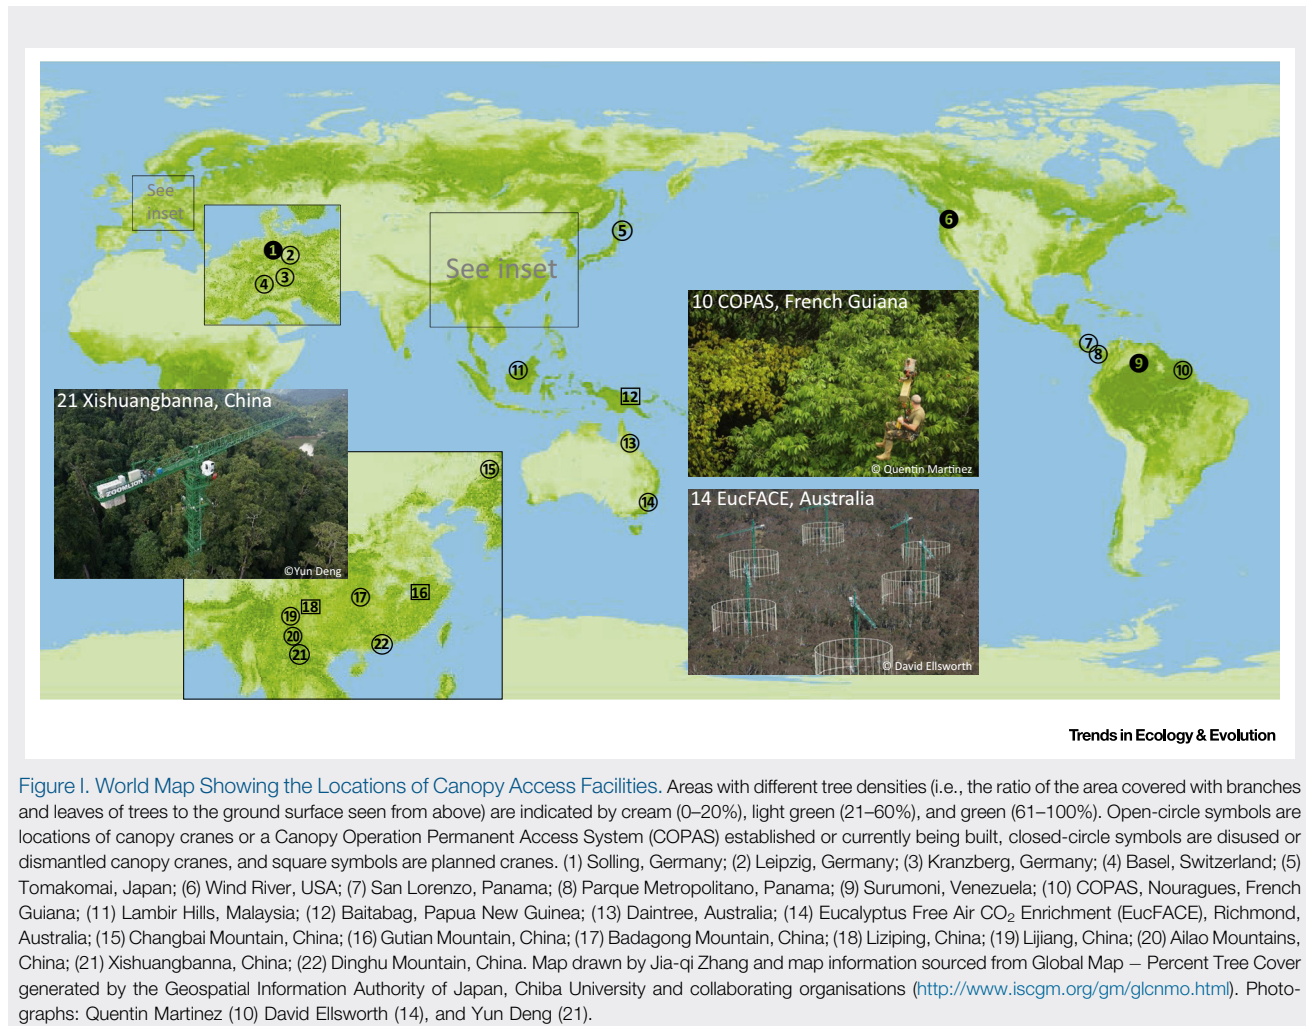 See
inset
1
2
3
4
5
See inset
6
7
8
9
10
11
12
13
14
10 COPAS, French Guiana
© Quentin Martinez
21 Xishuangbanna, China
ZOOMLION
©Yun Deng
14 EucFACE, Australia
© David Ellsworth
15
16
17
18
19
20
21
22
Trends in Ecology & Evolution
Figure I. World Map Showing the Locations of Canopy Access Facilities. Areas with different tree densities (i.e., the ratio of the area covered with branches
and leaves of trees to the ground surface seen from above) are indicated by cream (0–20%), light green (21–60%), and green (61–100%). Open-circle symbols are
locations of canopy cranes or a Canopy Operation Permanent Access System (COPAS) established or currently being built, closed-circle symbols are disused or
dismantled canopy cranes, and square symbols are planned cranes. (1) Solling, Germany; (2) Leipzig, Germany; (3) Kranzberg, Germany; (4) Basel, Switzerland; (5)
Tomakomai, Japan; (6) Wind River, USA; (7) San Lorenzo, Panama; (8) Parque Metropolitano, Panama; (9) Surumoni, Venezuela; (10) COPAS, Nouragues, French
Guiana; (11) Lambir Hills, Malaysia; (12) Baitabag, Papua New Guinea; (13) Daintree, Australia; (14) Eucalyptus Free Air CO₂ Enrichment (EucFACE), Richmond,
Australia; (15) Changbai Mountain, China; (16) Gutian Mountain, China; (17) Badagong Mountain, China; (18) Liziping, China; (19) Lijiang, China; (20) Ailao Mountains,
China; (21) Xishuangbanna, China; (22) Dinghu Mountain, China. Map drawn by Jia-qi Zhang and map information sourced from Global Map – Percent Tree Cover
generated by the Geospatial Information Authority of Japan, Chiba University and collaborating organisations (http://www.iscgm.org/gm/glcnmo.html). Photo-
graphs: Quentin Martinez (10) David Ellsworth (14), and Yun Deng (21).